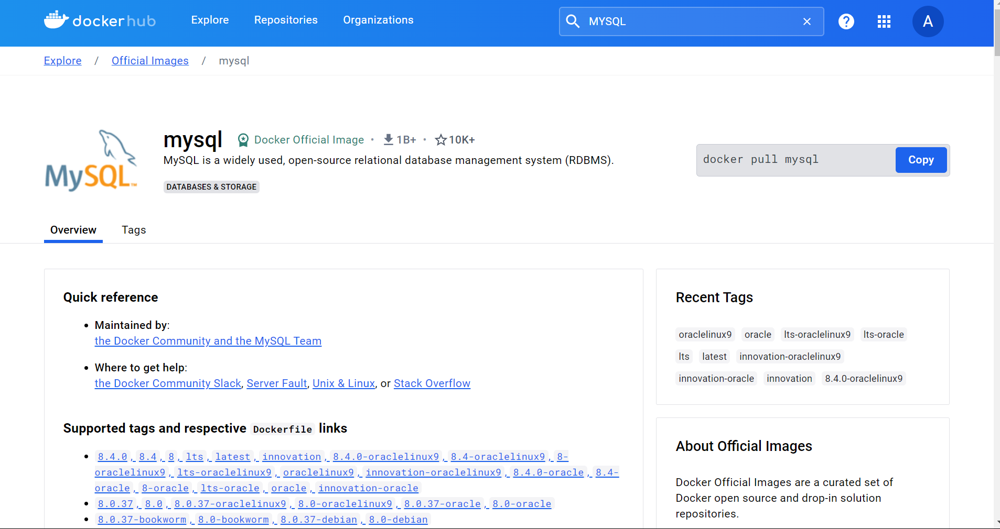 dockerhub Explore Repositories Organizations MYSQL A
Explore / Official Images / mysql
MySQL™
mysql Docker Official Image • 1B+ • 10K+
MySQL is a widely used, open-source relational database management system (RDBMS).
DATABASES & STORAGE
docker pull mysql Copy
Overview Tags
Quick reference
• Maintained by:
the Docker Community and the MySQL Team
• Where to get help:
the Docker Community Slack, Server Fault, Unix & Linux, or Stack Overflow
Supported tags and respective Dockerfile links
• 8.4.0, 8.4, 8, lts, latest, innovation, 8.4.0-oraclelinux9, 8.4-oraclelinux9, 8-
oraclelinux9, lts-oraclelinux9, oraclelinux9, innovation-oraclelinux9, 8.4.0-oracle, 8.4-
oracle, 8-oracle, lts-oracle, oracle, innovation-oracle
• 8.0.37, 8.0, 8.0.37-oraclelinux9, 8.0-oraclelinux9, 8.0.37-oracle, 8.0-oracle
• 8.0.37-bookworm, 8.0-bookworm, 8.0.37-debian, 8.0-debian
Recent Tags
oraclelinux9 oracle lts-oraclelinux9 lts-oracle
lts latest innovation-oraclelinux9
innovation-oracle innovation 8.4.0-oraclelinux9
About Official Images
Docker Official Images are a curated set of
Docker open source and drop-in solution
repositories.